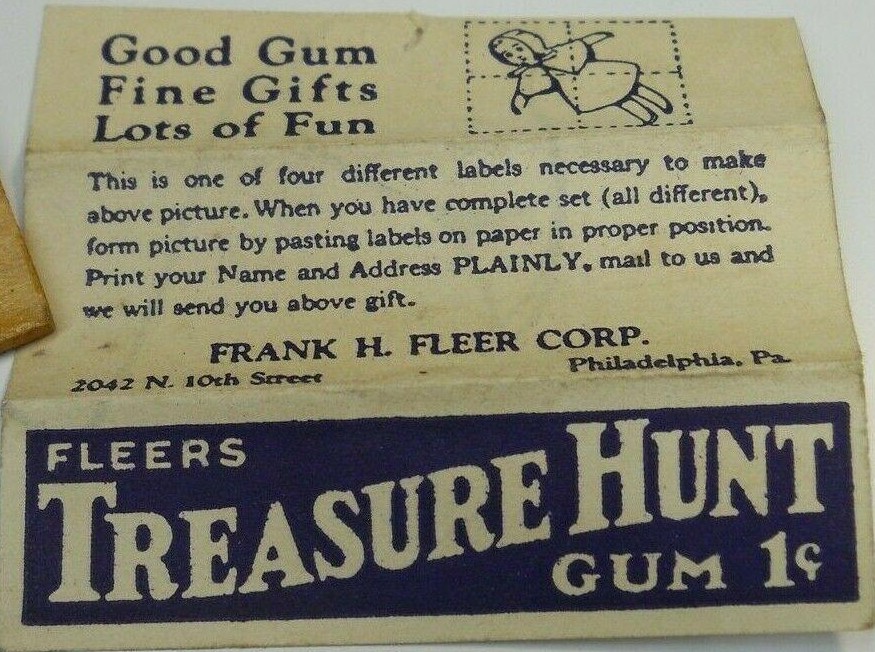 Good Gum
Fine Gifts
Lots of Fun
This is one of four different labels necessary to make
above picture. When you have complete set (all different),
form picture by pasting labels on paper in proper position.
Print your Name and Address PLAINLY, mail to us and
we will send you above gift.
FRANK H. FLEER CORP.
2042 N. 10th Street Philadelphia, Pa.
FLEERS
TREASURE HUNT
GUM 1¢